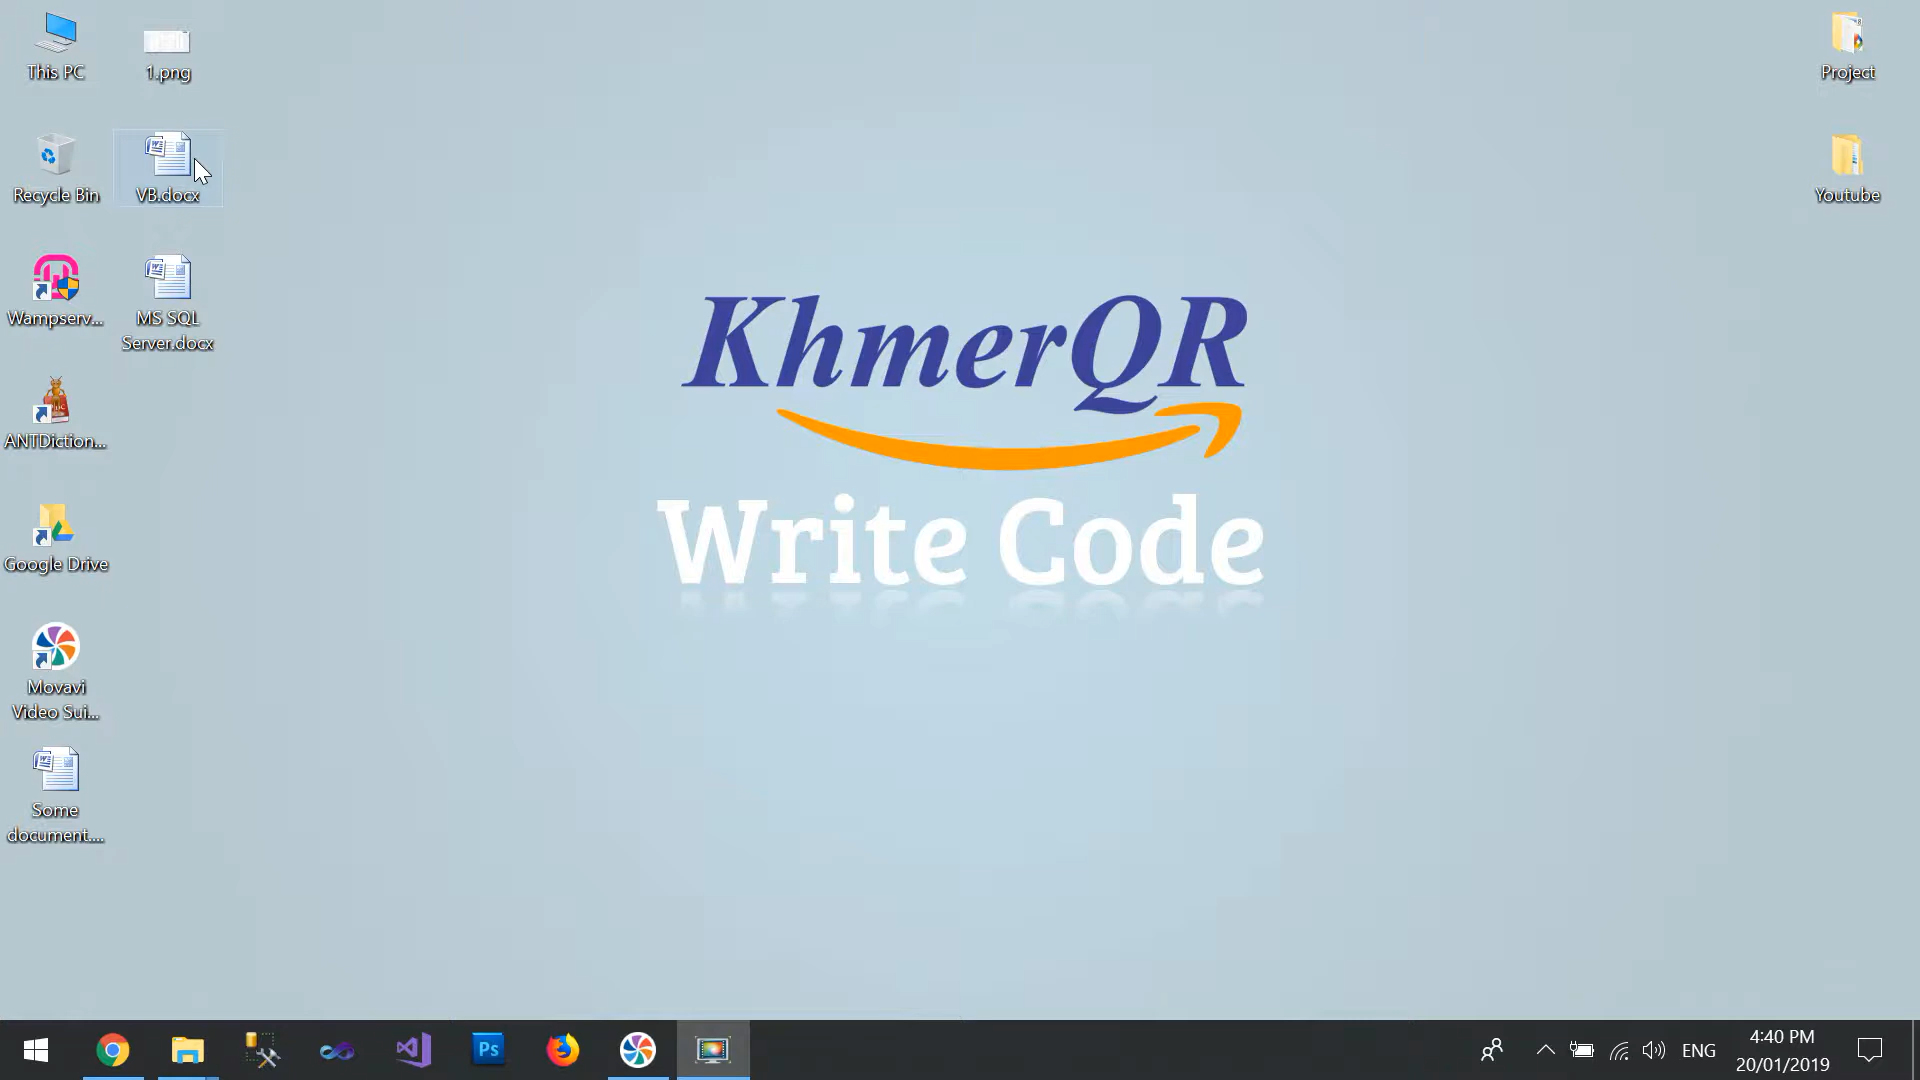 This PC
1.png
Project
Recycle Bin
VB.docx
Youtube
Wampserv...
MS SQL
Server.docx
KhmerQR
ANTDiction...
Write Code
Google Drive
Movavi
Video Sui...
Some
document....
Ps
ENG
4:40 PM
20/01/2019